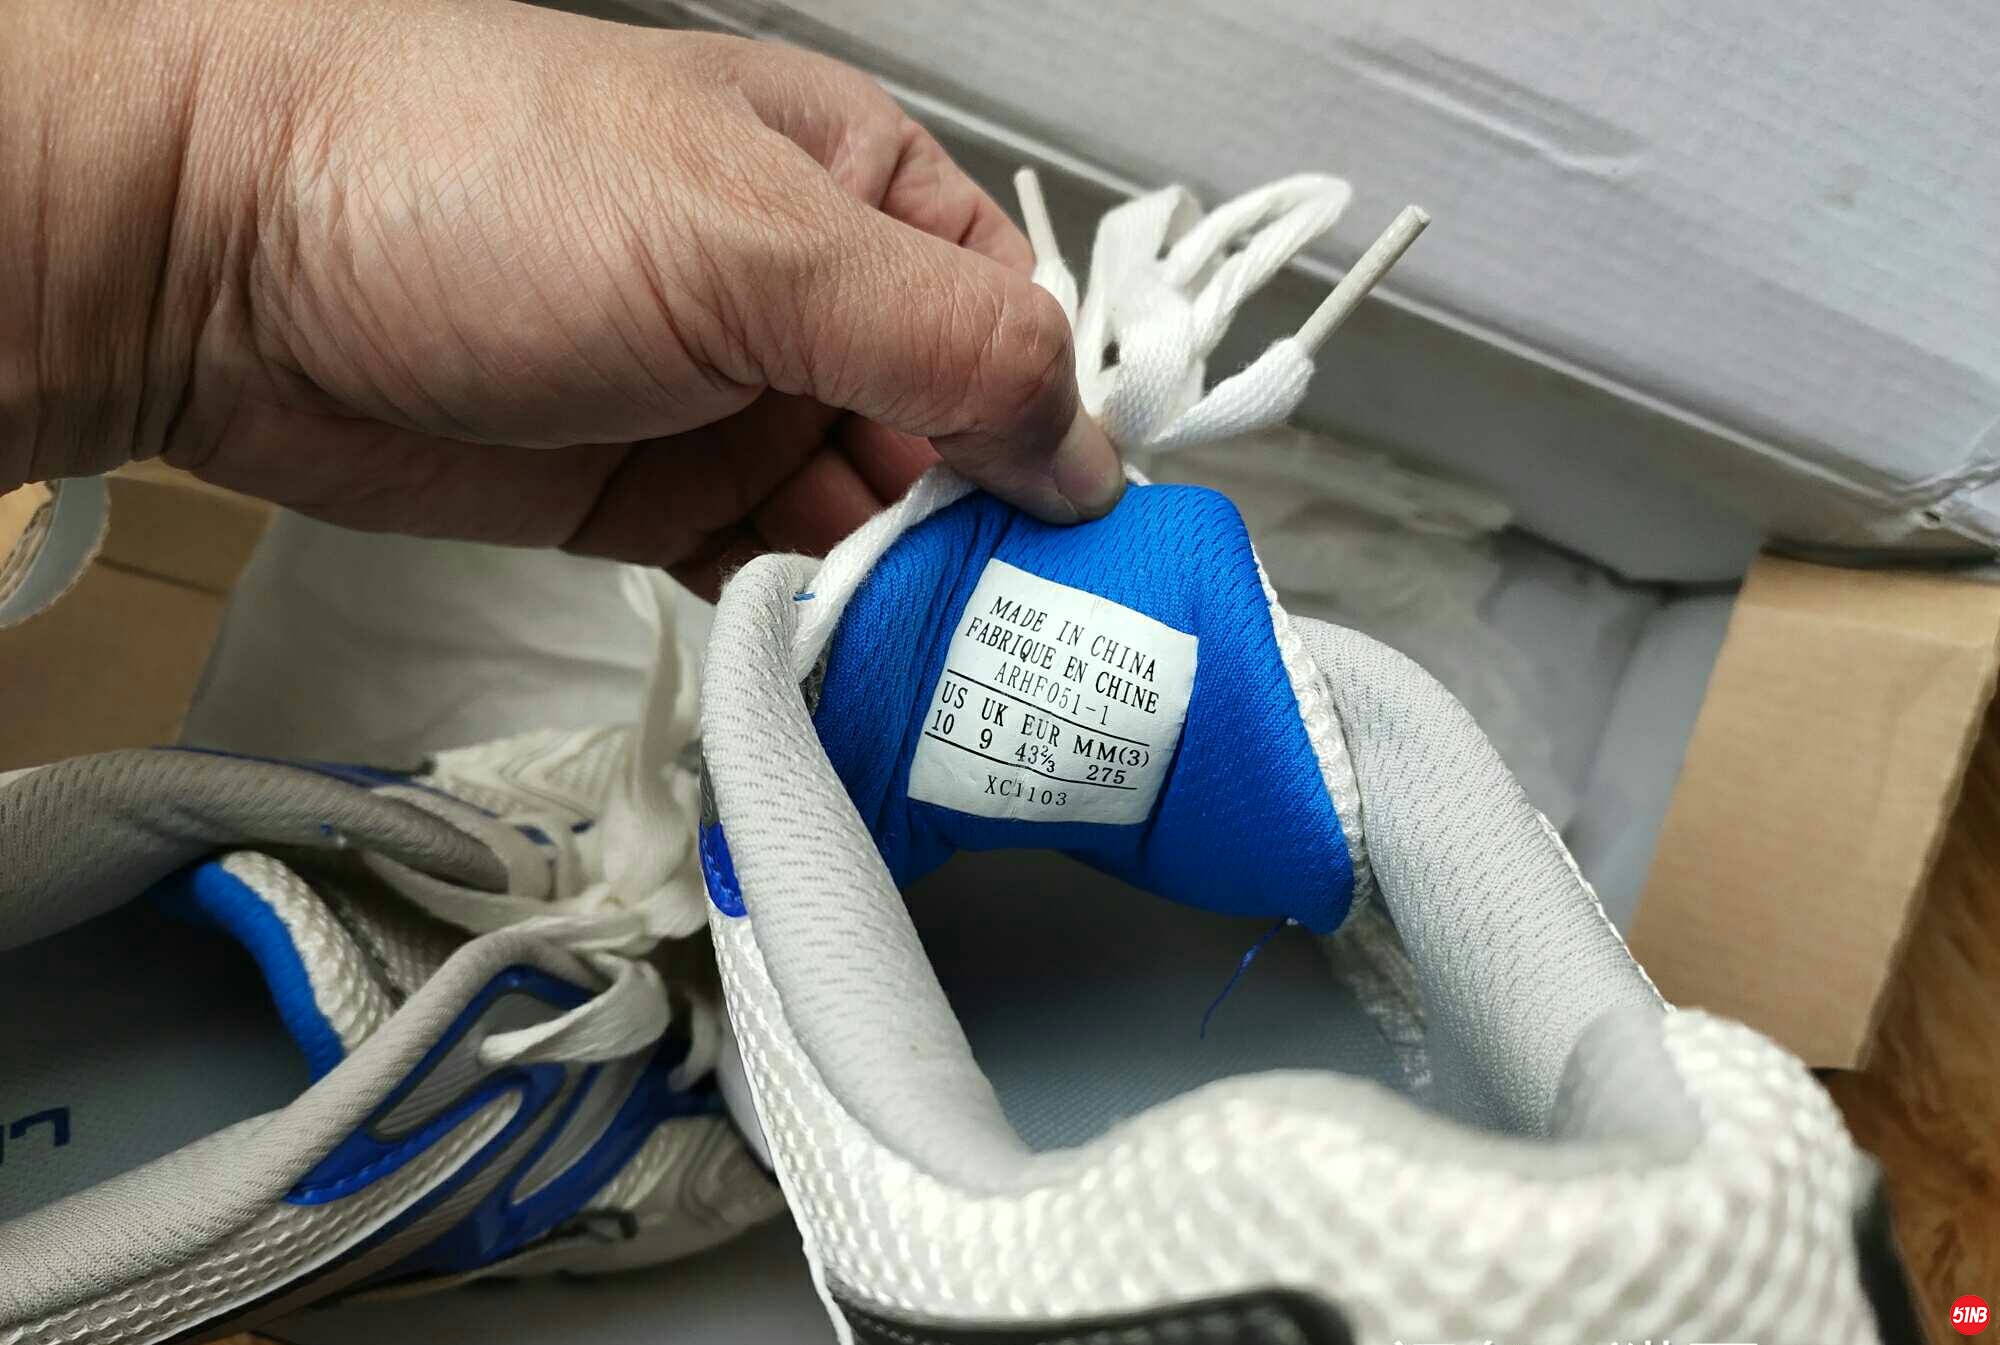 MADE IN CHINA
FABRIQUE EN CHINE
ARHF051-1
US UK EUR MM(3)
10 9 43⅔ 275
XC1103
51NB